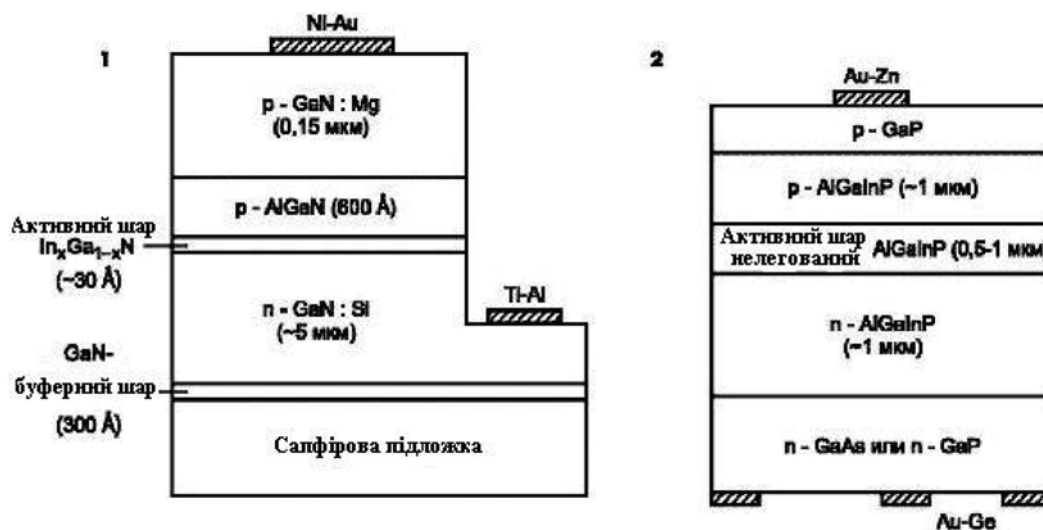 1
Ni-Au
p - GaN : Mg
(0,15 мкм)
p - AlGaN (600 Å)
Активний шар
InxGa1-xN
(~30 Å)
Ti-Al
n - GaN : Si
(~5 мкм)
GaN-
буферний шар
(300 Å)
Сапфірова підложка
2
Au-Zn
p - GaP
p - AlGaInP (~1 мкм)
Активний шар
нелегований
AlGaInP (0,5-1 мкм)
n - AlGaInP
(~1 мкм)
n - GaAs или n - GaP
Au-Ge